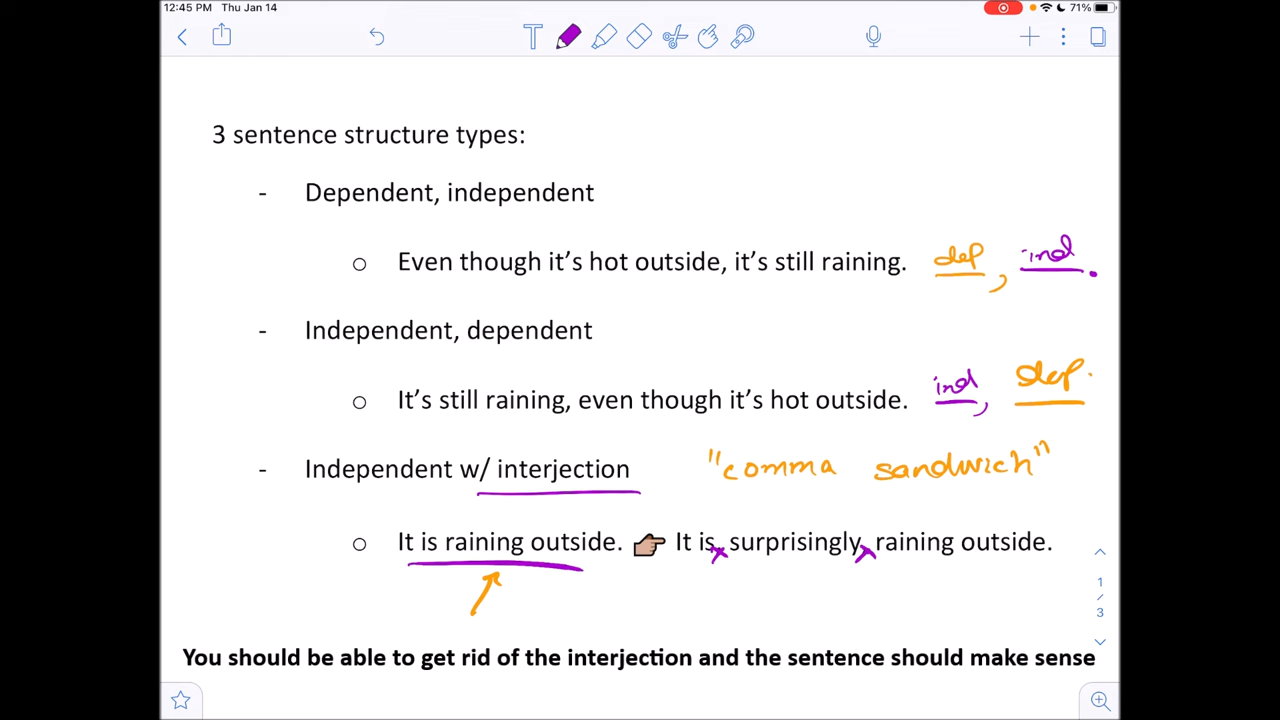 12:45 PM Thu Jan 14 71%
T
3 sentence structure types:
- Dependent, independent
o Even though it's hot outside, it's still raining. dep, ind.
- Independent, dependent
o It's still raining, even though it's hot outside. ind, dep.
- Independent w/ interjection "comma sandwich"
o It is raining outside. It is, surprisingly, raining outside.
1
/
3
You should be able to get rid of the interjection and the sentence should make sense